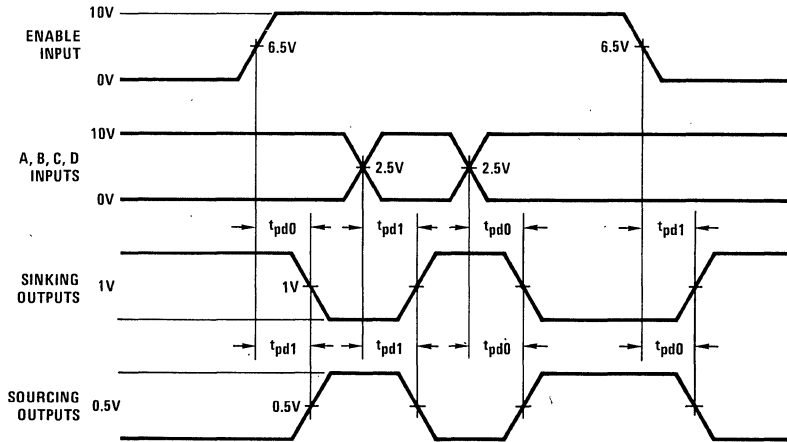 10V
ENABLE
INPUT
6.5V
6.5V
0V
10V
A, B, C, D
INPUTS
2.5V
2.5V
0V
tpd0
tpd1
tpd0
tpd1
SINKING
OUTPUTS
1V
1V
tpd1
tpd1
tpd0
tpd0
SOURCING
OUTPUTS
0.5V
0.5V